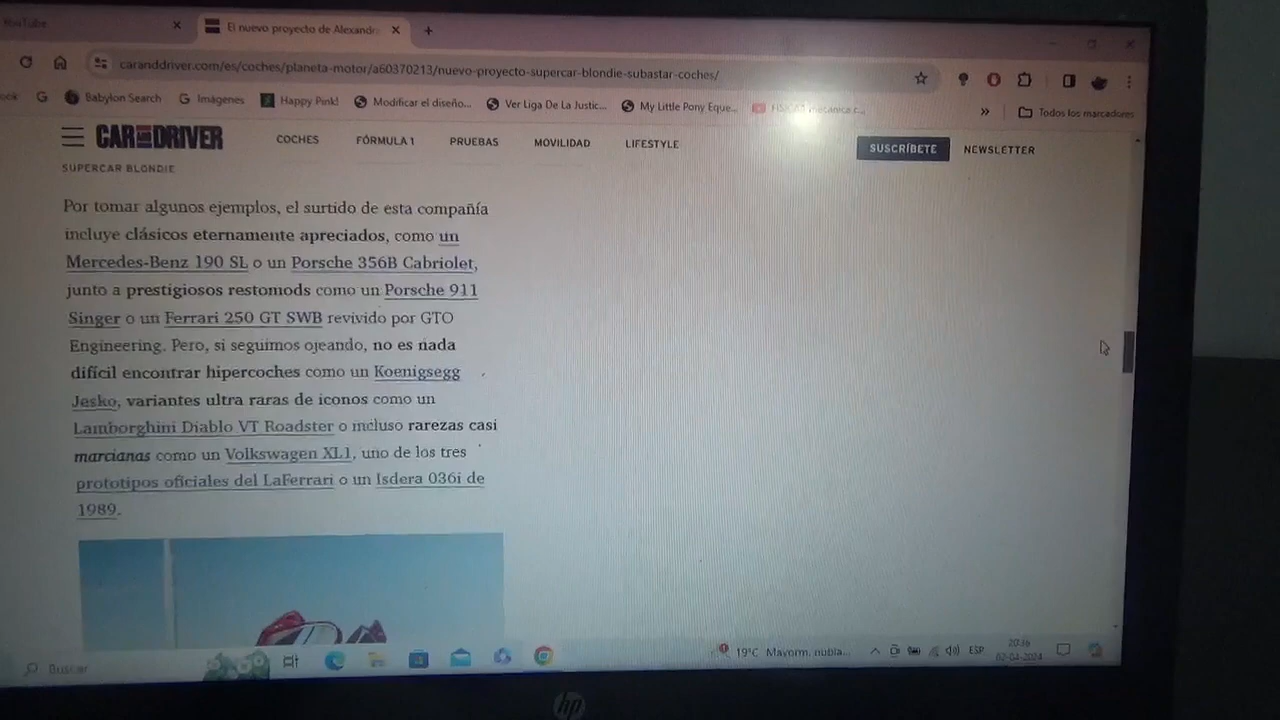 YouTube
El nuevo proyecto de Alexandr
caranddriver.com/es/coches/planeta-motor/a60370213/nuevo-proyecto-supercar-blondie-subastar-coches/
ook G Babylon Search Imágenes Happy Pink! Modificar el diseño... Ver Liga De La Justic... My Little Pony Eque... » Todos los marcadores
CAR AND DRIVER COCHES FÓRMULA 1 PRUEBAS MOVILIDAD LIFESTYLE SUSCRÍBETE NEWSLETTER
SUPERCAR BLONDIE
Por tomar algunos ejemplos, el surtido de esta compañía
incluye clásicos eternamente apreciados, como un
Mercedes-Benz 190 SL o un Porsche 356B Cabriolet,
junto a prestigiosos restomods como un Porsche 911
Singer o un Ferrari 250 GT SWB revivido por GTO
Engineering. Pero, si seguimos ojeando, no es nada
difícil encontrar hipercoches como un Koenigsegg
Jesko, variantes ultra raras de iconos como un
Lamborghini Diablo VT Roadster o incluso rarezas casi
marcianas como un Volkswagen XL1, uno de los tres
prototipos oficiales del LaFerrari o un Isdera 036i de
1989.
Buscar 19°C Mayorm. nubla... ESP 20:36
02-04-2024
hp